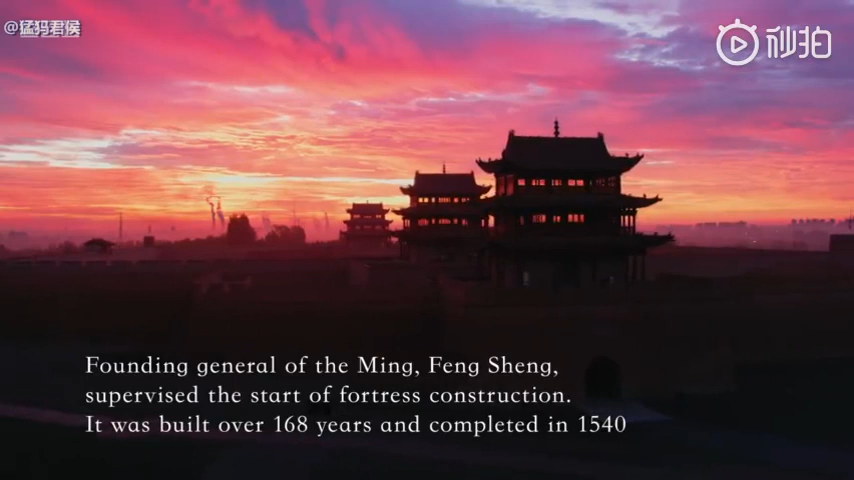 @猛犸君侯
秒拍
Founding general of the Ming, Feng Sheng,
supervised the start of fortress construction.
It was built over 168 years and completed in 1540